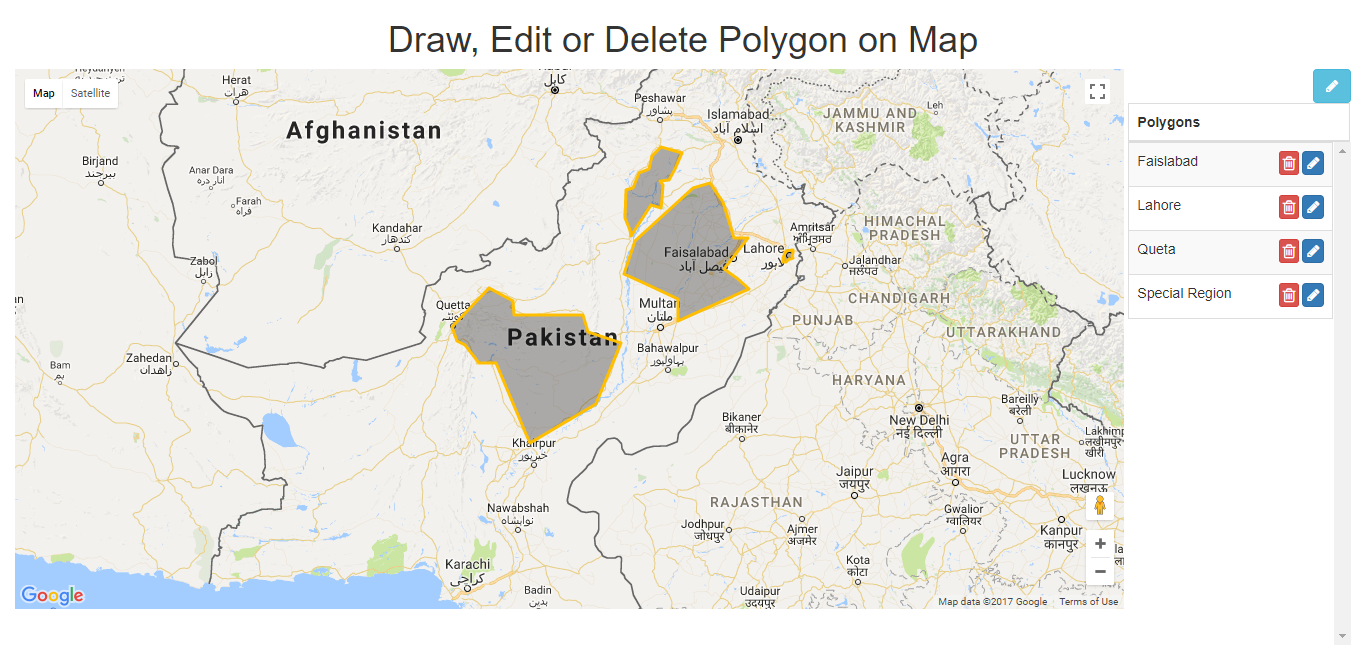 Draw, Edit or Delete Polygon on Map
Map
Satellite
Polygons
Faislabad
Lahore
Queta
Special Region
Herat
هرات
کابل
Peshawar
پشاور
Islamabad
اسلام آباد
JAMMU AND
KASHMIR
Leh
Afghanistan
Birjand
بیرجند
Anar Dara
انار دره
Farah
فراه
Kandahar
کندهار
Zabol
زابل
Faisalabad
فیصل آباد
Lahore
لاہور
Amritsar
ਅੰਮ੍ਰਿਤਸਰ
HIMACHAL
PRADESH
Jalandhar
ਜਲੰਧਰ
Quetta
کوئٹہ
Multan
ملتان
CHANDIGARH
PUNJAB
UTTARAKHAND
Pakistan
Zahedan
زاهدان
Bam
بم
Bahawalpur
بہاولپور
HARYANA
Bareilly
बरेली
New Delhi
नई दिल्ली
Bikaner
बीकानेर
Khairpur
خیرپور
UTTAR
PRADESH
Lakhimp
लखीमपुर
खीरी
Agra
आगरा
Lucknow
लखनऊ
Jaipur
जयपुर
RAJASTHAN
Nawabshah
نوابشاہ
Jodhpur
जोधपुर
Ajmer
अजमेर
Gwalior
ग्वालियर
Kanpur
कानपुर
Karachi
کراچی
Kota
कोटा
Badin
بدین
Udaipur
उदयपुर
Google
Map data ©2017 Google
Terms of Use